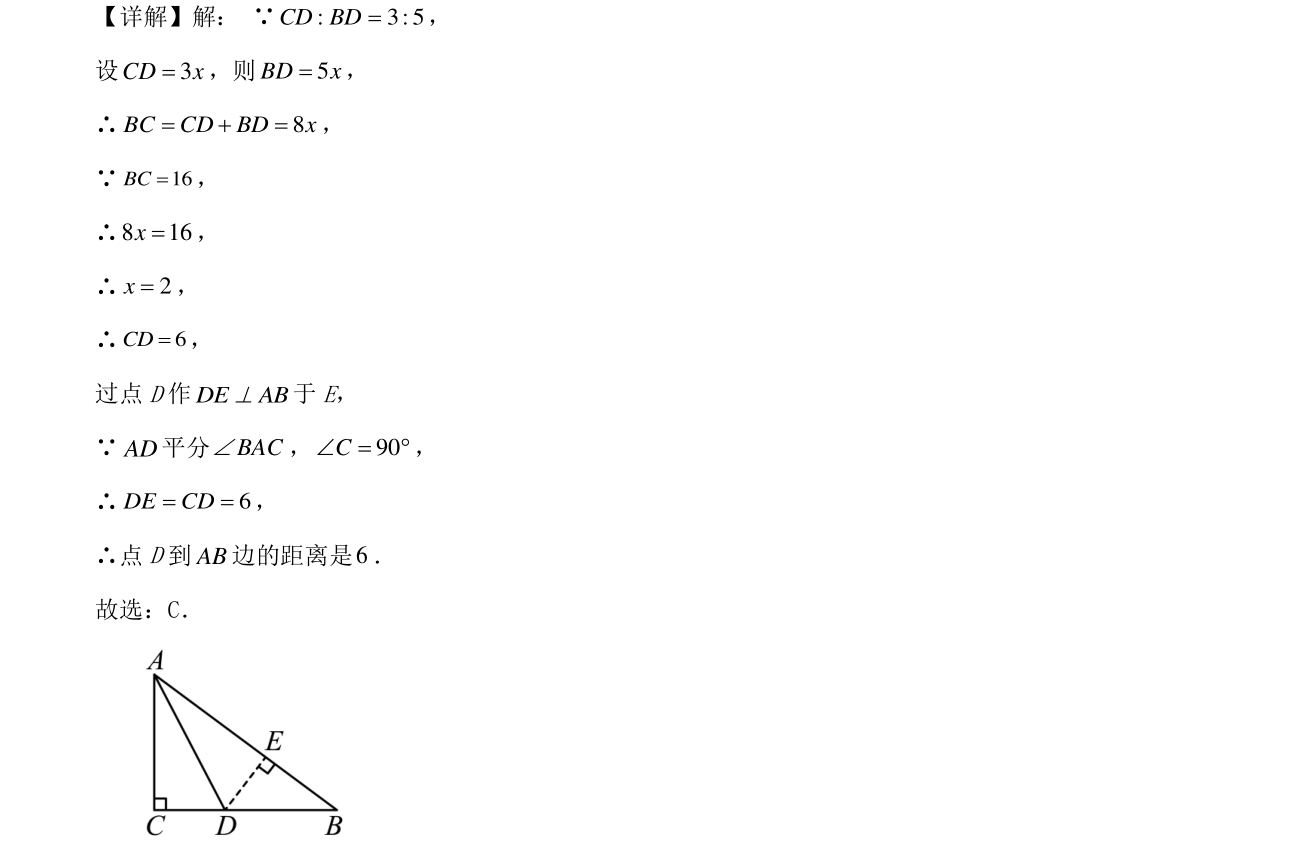 【详解】解： ∵CD : BD = 3 : 5，
设CD = 3x，则BD = 5x，
∴BC = CD + BD = 8x，
∵BC = 16，
∴8x = 16，
∴x = 2，
∴CD = 6，
过点 D作DE ⊥ AB于 E，
∵AD平分∠BAC，∠C = 90°，
∴DE = CD = 6，
∴点 D到AB边的距离是6．
故选：C．
A
E
C D B